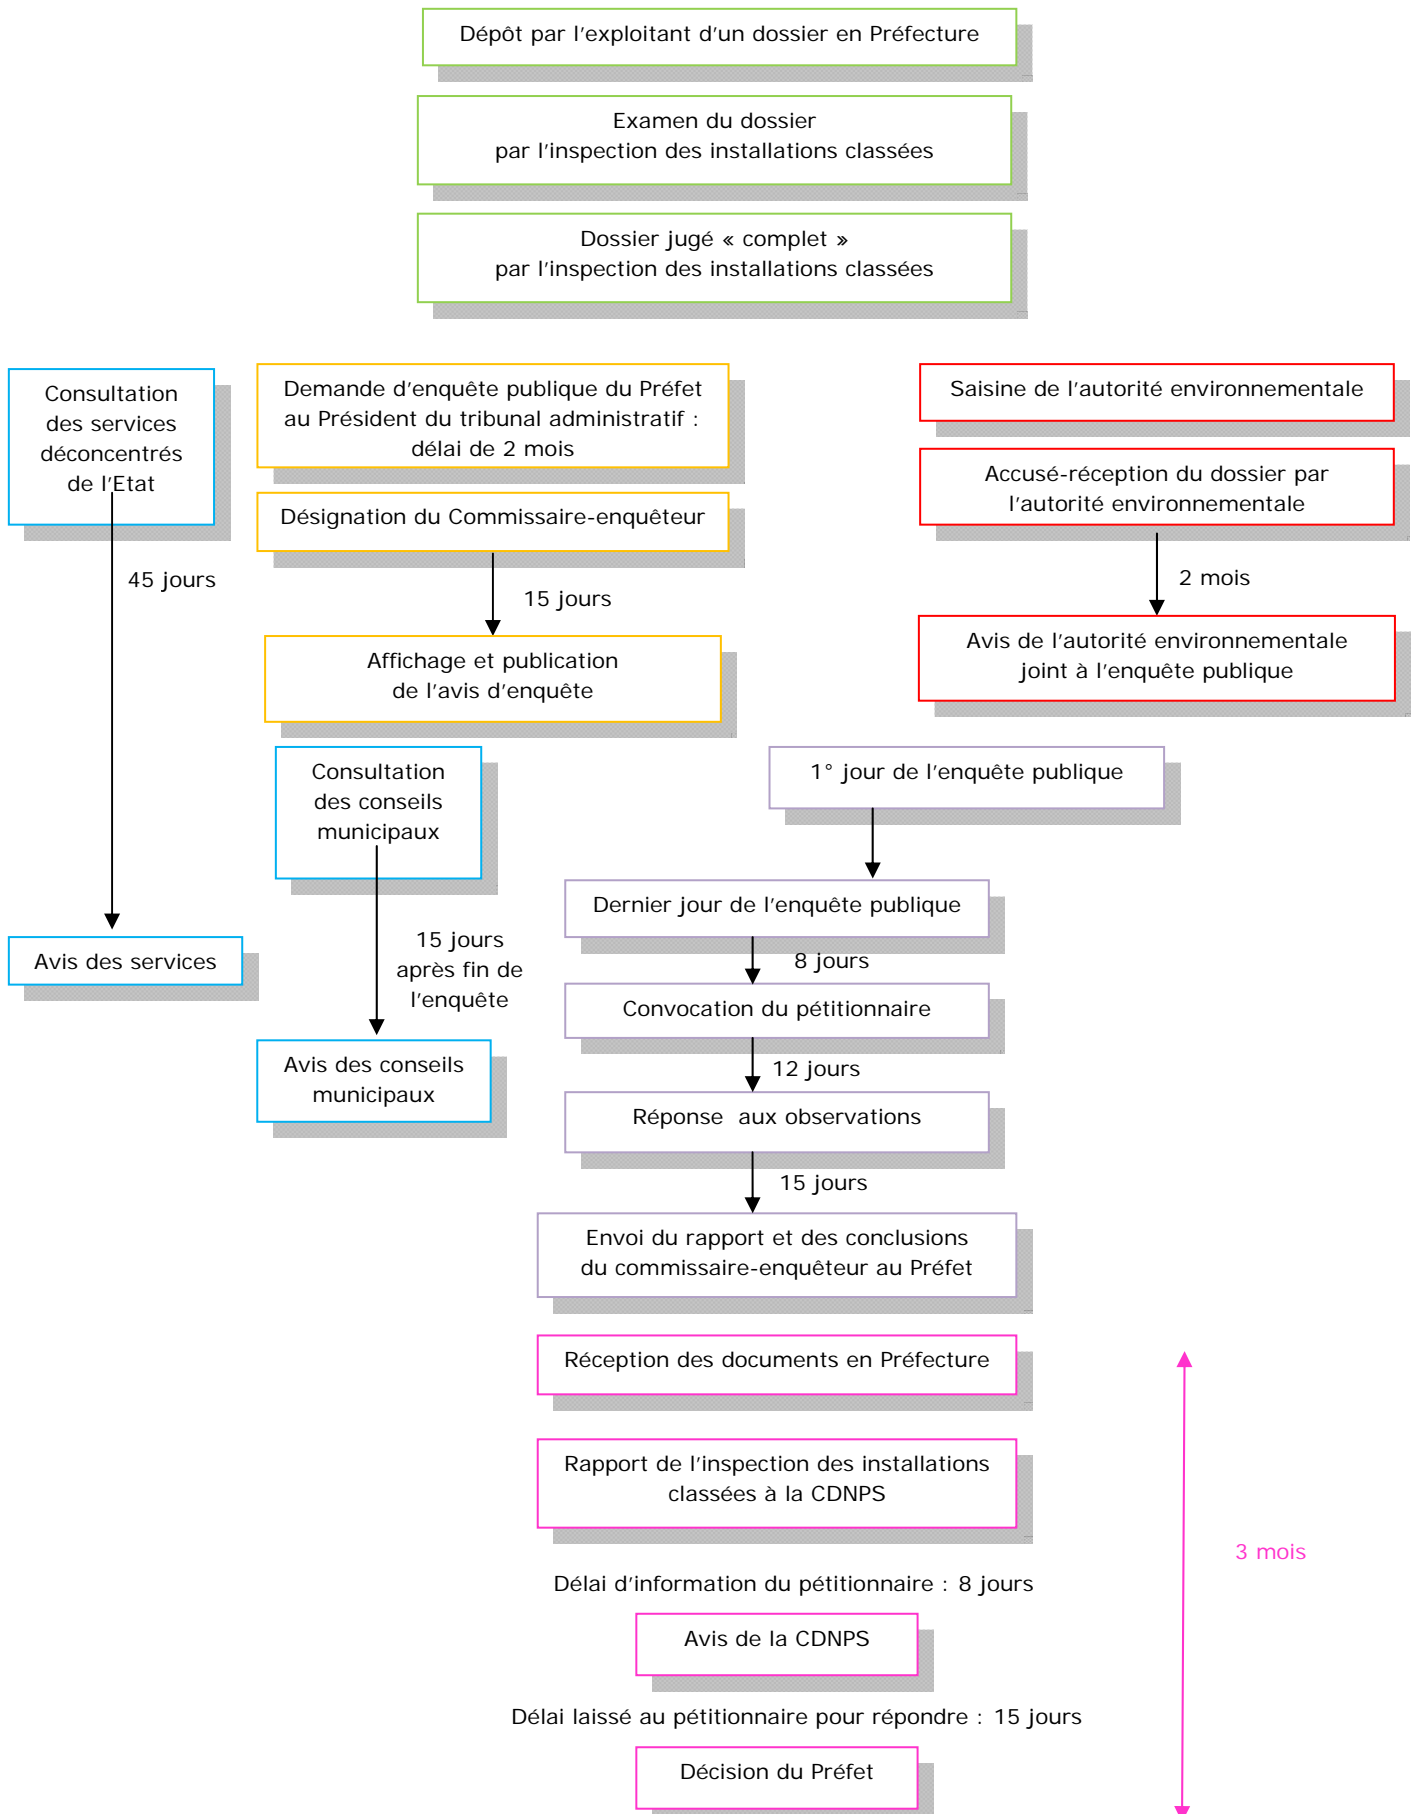 Dépôt par l'exploitant d'un dossier en Préfecture
Examen du dossier
par l'inspection des installations classées
Dossier jugé « complet »
par l'inspection des installations classées
Consultation
des services
déconcentrés
de l'Etat
45 jours
Avis des services
Demande d'enquête publique du Préfet
au Président du tribunal administratif :
délai de 2 mois
Désignation du Commissaire-enquêteur
15 jours
Affichage et publication
de l'avis d'enquête
Saisine de l'autorité environnementale
Accusé-réception du dossier par
l'autorité environnementale
2 mois
Avis de l'autorité environnementale
joint à l'enquête publique
Consultation
des conseils
municipaux
15 jours
après fin de
l'enquête
Avis des conseils
municipaux
1° jour de l'enquête publique
Dernier jour de l'enquête publique
8 jours
Convocation du pétitionnaire
12 jours
Réponse  aux observations
15 jours
Envoi du rapport et des conclusions
du commissaire-enquêteur au Préfet
Réception des documents en Préfecture
Rapport de l'inspection des installations
classées à la CDNPS
3 mois
Délai d'information du pétitionnaire : 8 jours
Avis de la CDNPS
Délai laissé au pétitionnaire pour répondre : 15 jours
Décision du Préfet